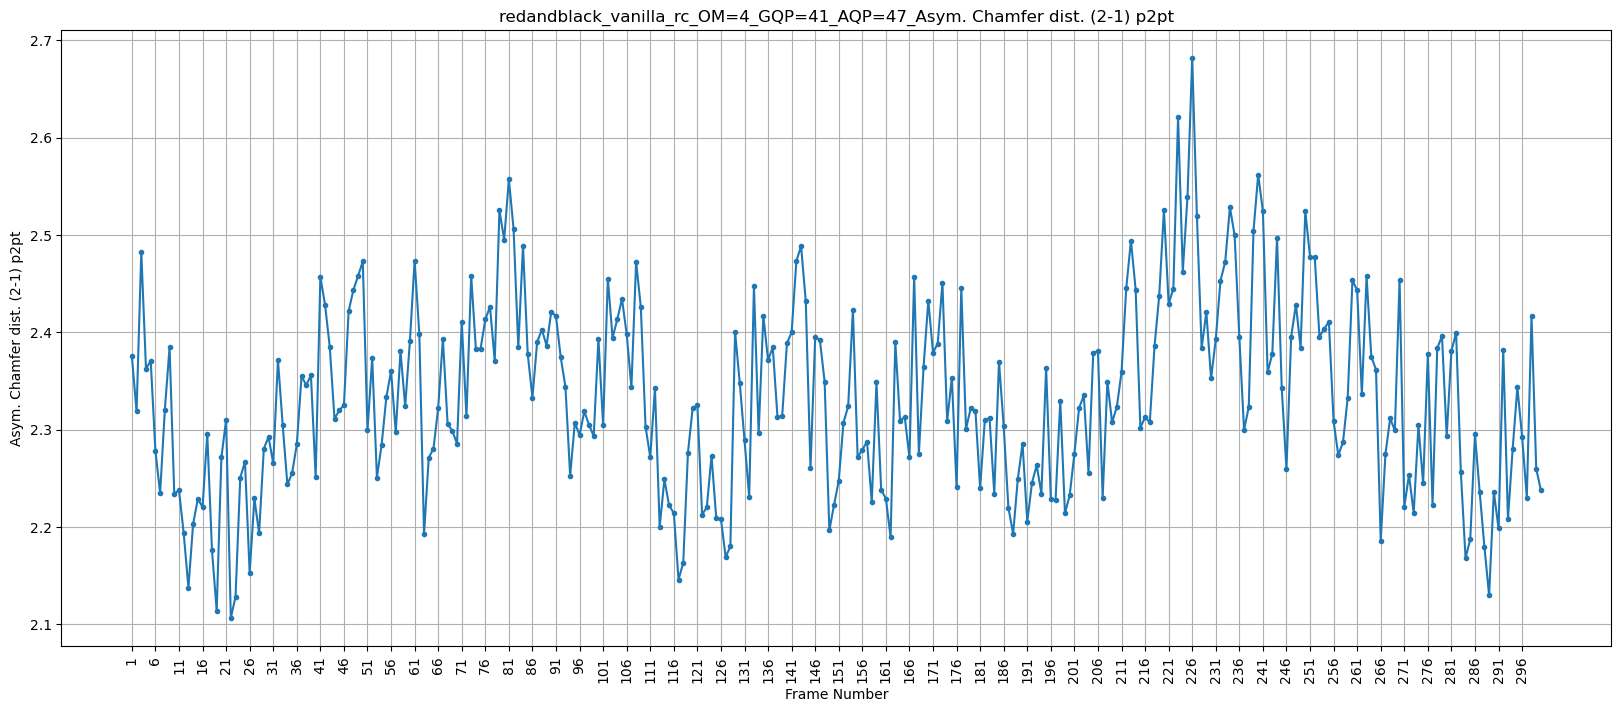 redandblack_vanilla_rc_OM=4_GQP=41_AQP=47_Asym. Chamfer dist. (2-1) p2pt
2.7
2.6
2.5
2.4
2.3
2.2
2.1
Asym. Chamfer dist. (2-1) p2pt
1 6 11 16 21 26 31 36 41 46 51 56 61 66 71 76 81 86 91 96 101 106 111 116 121 126 131 136 141 146 151 156 161 166 171 176 181 186 191 196 201 206 211 216 221 226 231 236 241 246 251 256 261 266 271 276 281 286 291 296
Frame Number